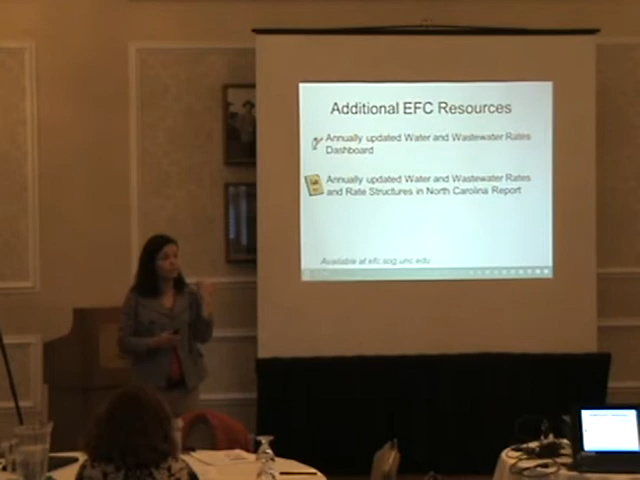 Additional EFC Resources
Annually updated Water and Wastewater Rates
Dashboard
Annually updated Water and Wastewater Rates
and Rate Structures in North Carolina Report
Available at efc.sog.unc.edu